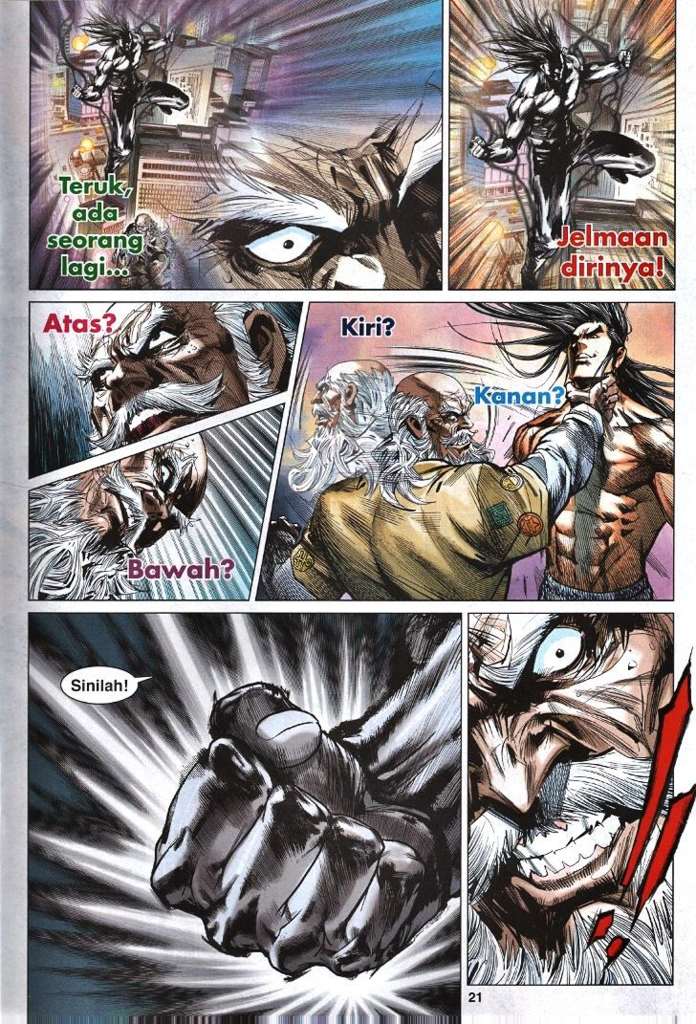 Teruk,
ada
seorang
lagi...
Jelmaan
dirinya!
Atas?
Bawah?
Kiri?
Kanan?
Sinilah!
21